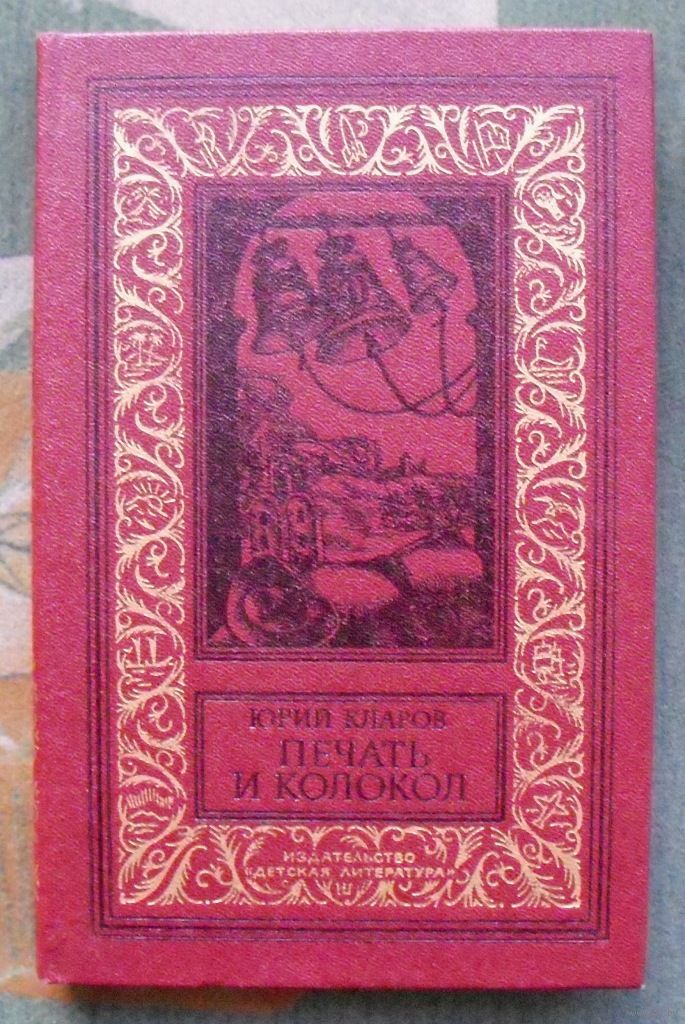 ЮРИЙ КЛАРОВ
ПЕЧАТЬ
И КОЛОКОЛ
ИЗДАТЕЛЬСТВО
«ДЕТСКАЯ ЛИТЕРАТУРА»